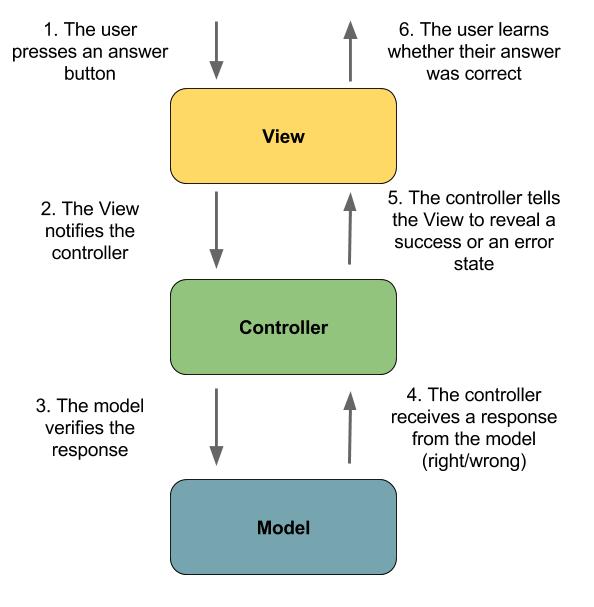 1. The user
presses an answer
button
6. The user learns
whether their answer
was correct
View
2. The View
notifies the
controller
5. The controller tells
the View to reveal a
success or an error
state
Controller
3. The model
verifies the
response
4. The controller
receives a response
from the model
(right/wrong)
Model